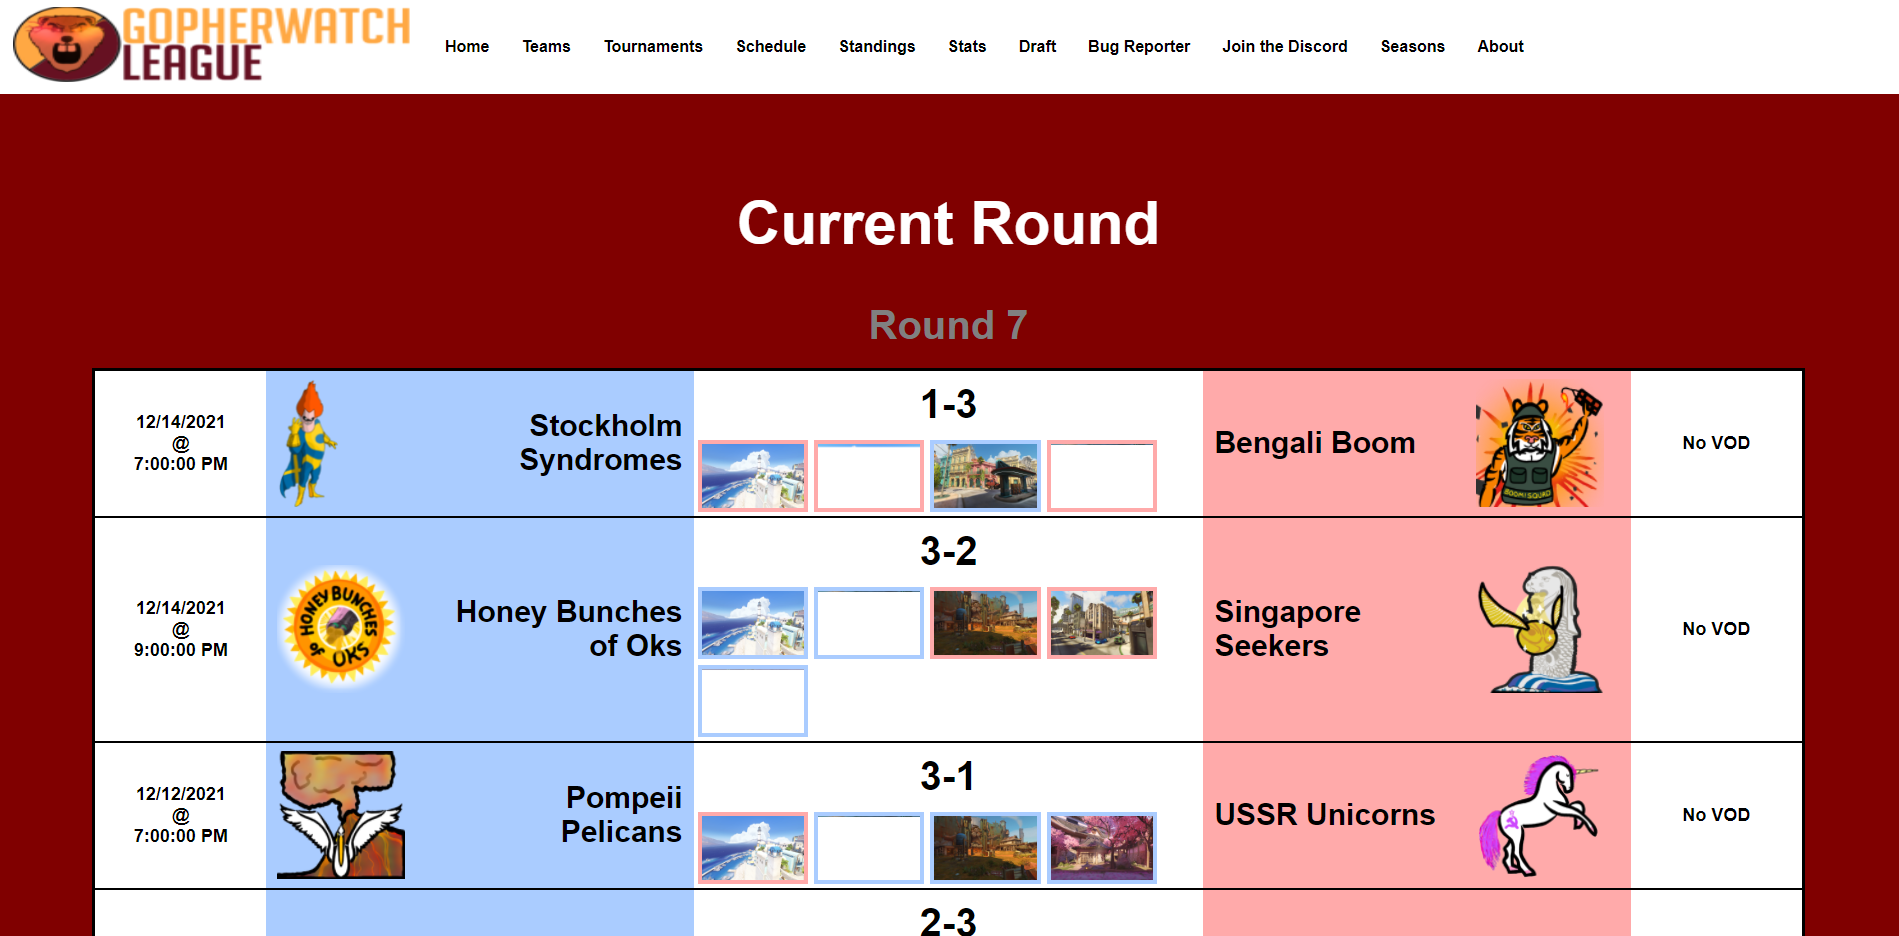 GOPHERWATCH
LEAGUE
Home Teams Tournaments Schedule Standings Stats Draft Bug Reporter Join the Discord Seasons About
Current Round
Round 7
12/14/2021
@
7:00:00 PM
Stockholm
Syndromes
1-3
Bengali Boom
BOOM SQUAD
No VOD
12/14/2021
@
9:00:00 PM
HONEY BUNCHES
of OKS
Honey Bunches
of Oks
3-2
Singapore
Seekers
No VOD
12/12/2021
@
7:00:00 PM
Pompeii
Pelicans
3-1
USSR Unicorns
No VOD
2-3